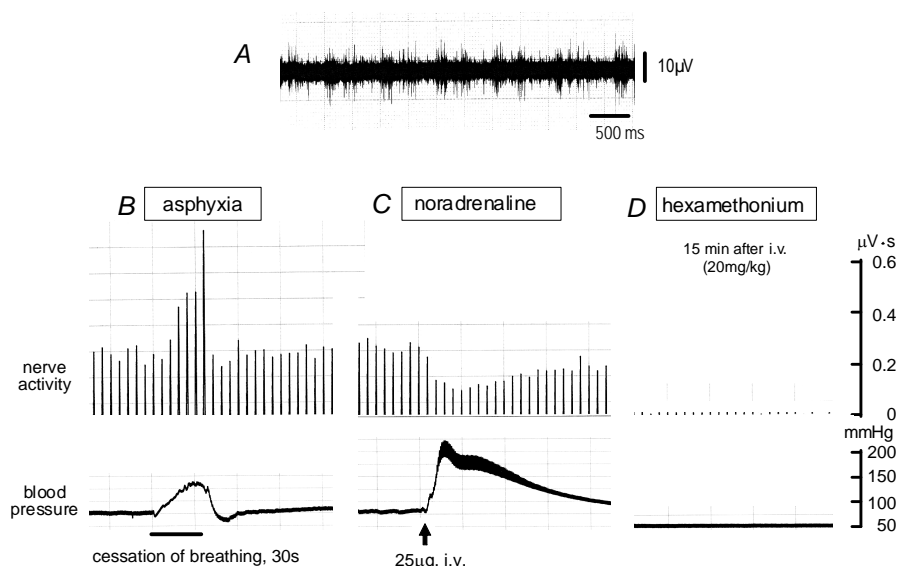 A
10µV
500 ms
B
asphyxia
C
noradrenaline
D
hexamethonium
15 min after i.v.
(20mg/kg)
µV•s
0.6
0.4
0.2
0
nerve
activity
mmHg
200
150
100
50
blood
pressure
cessation of breathing, 30s
25µg, i.v.